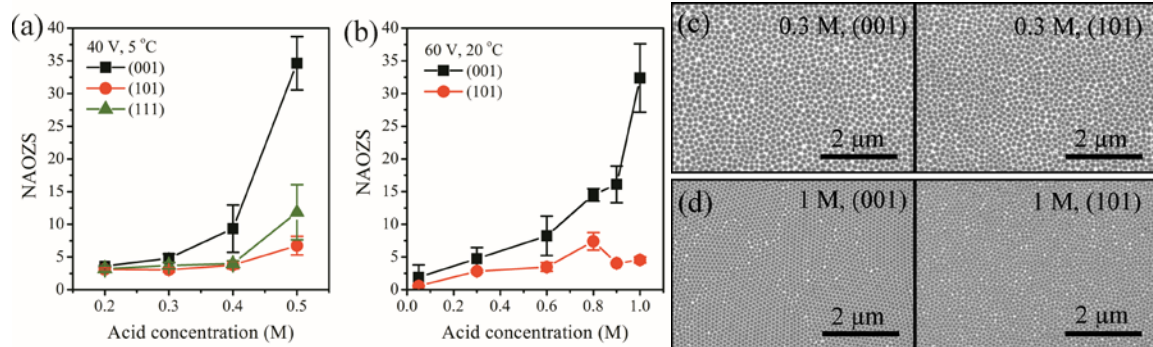 (a)
40 V, 5 °C
(001)
(101)
(111)
NAOZS
40
35
30
25
20
15
10
5
0
0.2
0.3
0.4
0.5
Acid concentration (M)
(b)
60 V, 20 °C
(001)
(101)
NAOZS
40
35
30
25
20
15
10
5
0
0.0
0.2
0.4
0.6
0.8
1.0
Acid concentration (M)
(c)
0.3 M, (001)
2 μm
0.3 M, (101)
2 μm
(d)
1 M, (001)
2 μm
1 M, (101)
2 μm